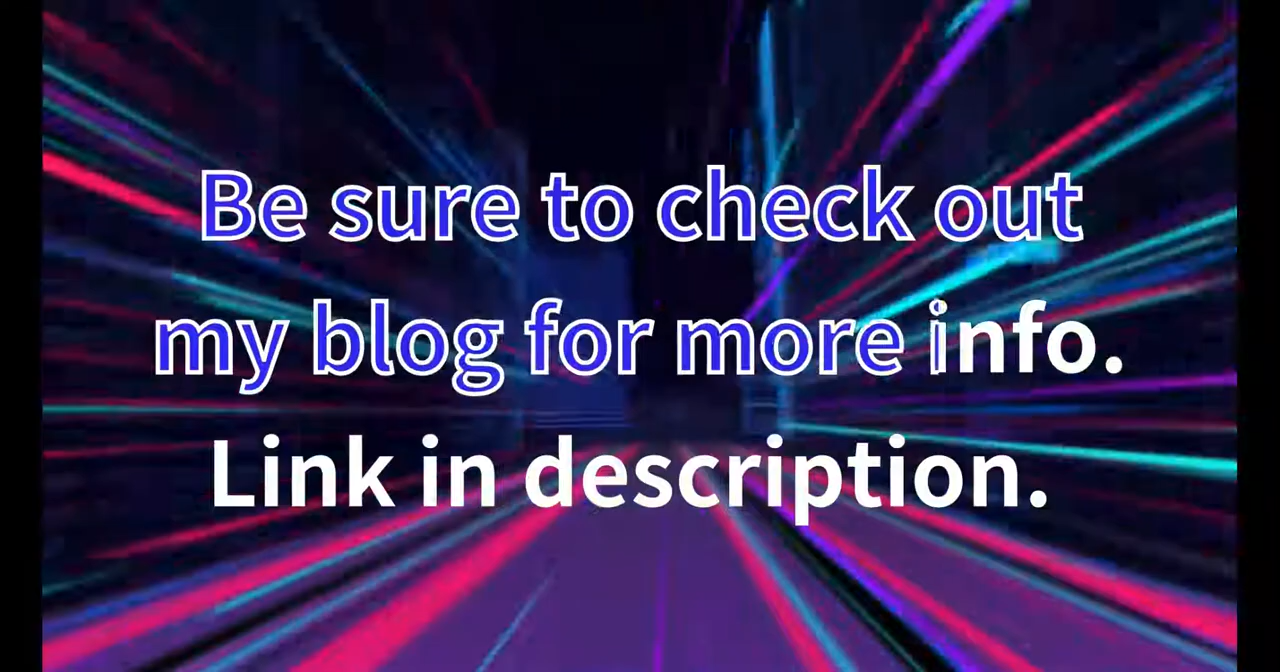 Be sure to check out
my blog for more info.
Link in description.